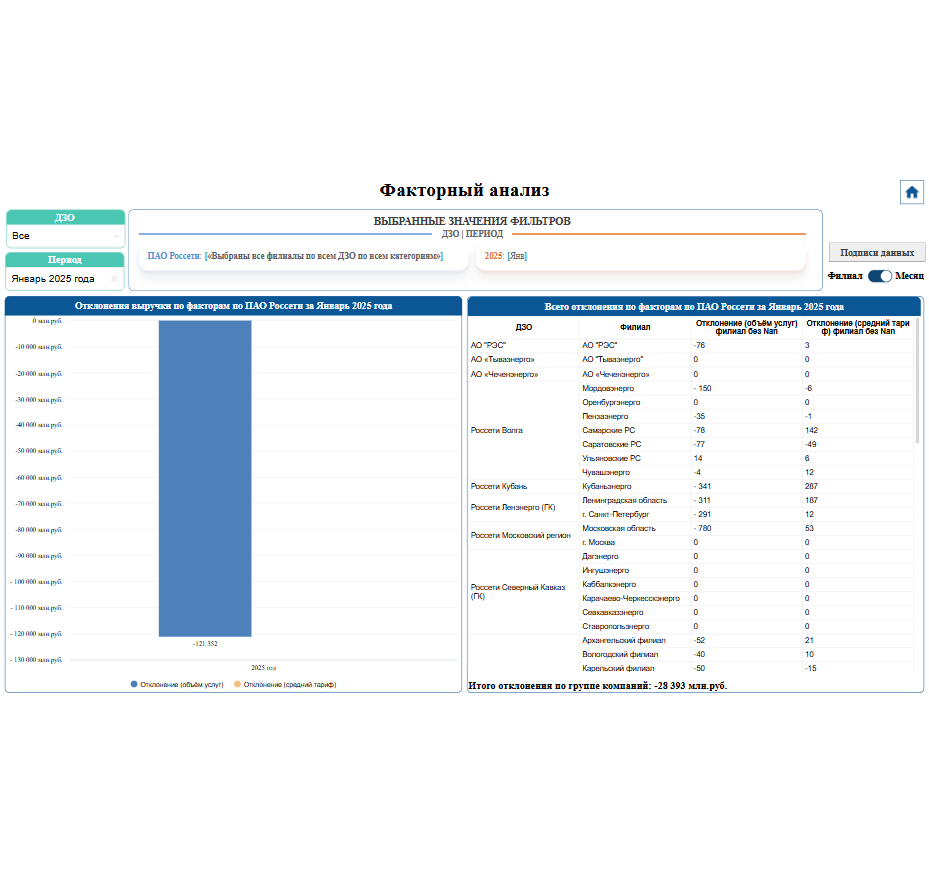 Факторный анализ
ДЗО
Все
Период
Январь 2025 года
ВЫБРАННЫЕ ЗНАЧЕНИЯ ФИЛЬТРОВ
ДЗО | ПЕРИОД
ПАО Россети: [«Выбраны все филиалы по всем ДЗО по всем категориям»]
2025: [Янв]
Подписи данных
Филиал Месяц
Отклонения выручки по факторам по ПАО Россети за Январь 2025 года
0 млн.руб.
-10 000 млн.руб.
-20 000 млн.руб.
-30 000 млн.руб.
-40 000 млн.руб.
-50 000 млн.руб.
-60 000 млн.руб.
-70 000 млн.руб.
-80 000 млн.руб.
-90 000 млн.руб.
- 100 000 млн.руб.
- 110 000 млн.руб.
- 120 000 млн.руб.
- 130 000 млн.руб.
-121 352
2025 год
Отклонение (объём услуг) Отклонение (средний тариф)
Всего отклонения по факторам по ПАО Россети за Январь 2025 года
ДЗО Филиал Отклонение (объём услуг) филиал без Nan Отклонение (средний тари ф) филиал без Nan
АО "РЭС" АО "РЭС" -76 3
АО «Тываэнерго» АО "Тываэнерго" 0 0
АО «Чеченэнерго» АО «Чеченэнерго» 0 0
Россети Волга Мордовэнерго - 150 -6
Оренбургэнерго 0 0
Пензаэнерго -35 -1
Самарские РС -78 142
Саратовские РС -77 -49
Ульяновские РС 14 6
Чувашэнерго -4 12
Россети Кубань Кубаньэнерго - 341 287
Россети Ленэнерго (ГК) Ленинградская область - 311 187
г. Санкт-Петербург - 291 12
Россети Московский регион Московская область - 780 53
г. Москва 0 0
Россети Северный Кавказ (ГК) Дагэнерго 0 0
Ингушэнерго 0 0
Каббалкэнерго 0 0
Карачаево-Черкесскэнерго 0 0
Севкавказэнерго 0 0
Ставропольэнерго 0 0
Архангельский филиал -52 21
Вологодский филиал -40 10
Карельский филиал -50 -15
Итого отклонения по группе компаний: -28 393 млн.руб.